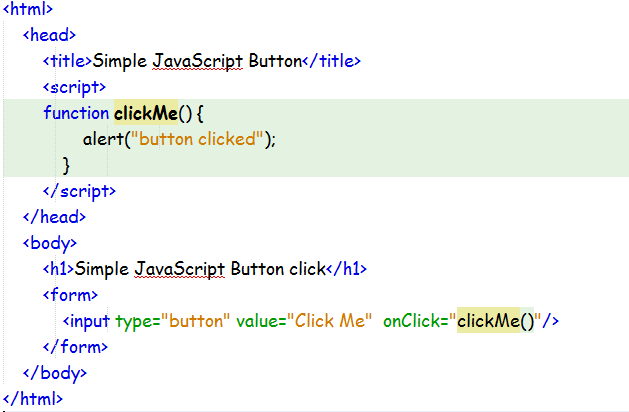 <html>
<head>
<title>Simple JavaScript Button</title>
<script>
function clickMe() {
alert("button clicked");
}
</script>
</head>
<body>
<h1>Simple JavaScript Button click</h1>
<form>
<input type="button" value="Click Me"  onClick="clickMe()"/>
</form>
</body>
</html>